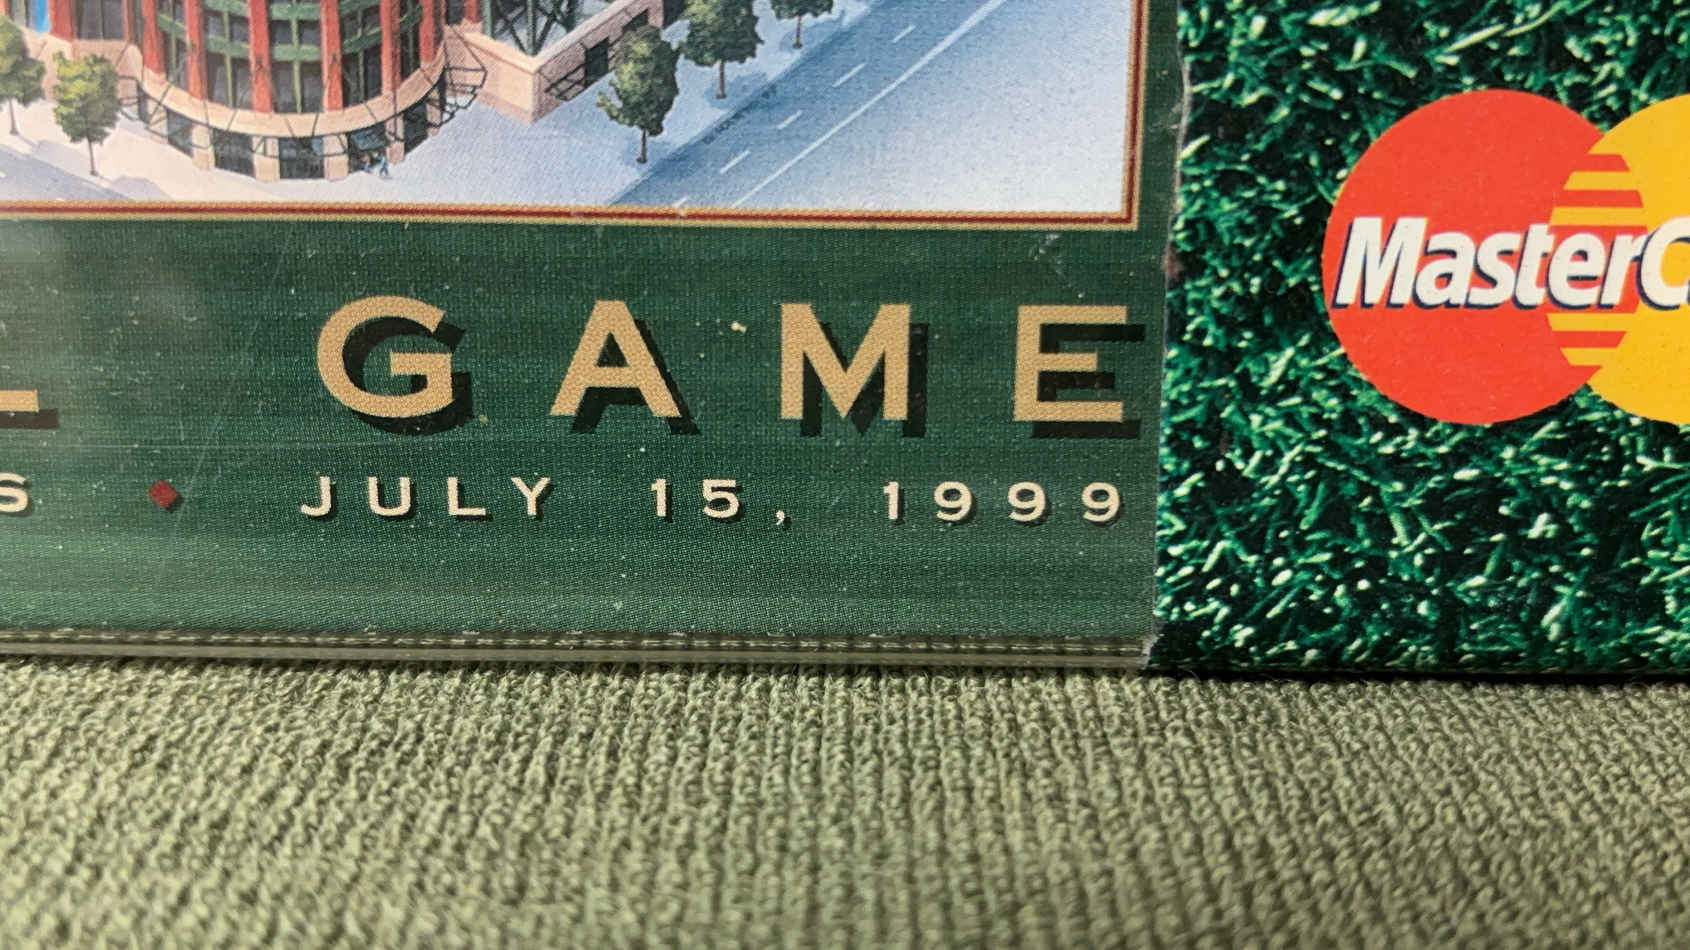 L GAME
S JULY 15, 1999
MasterC